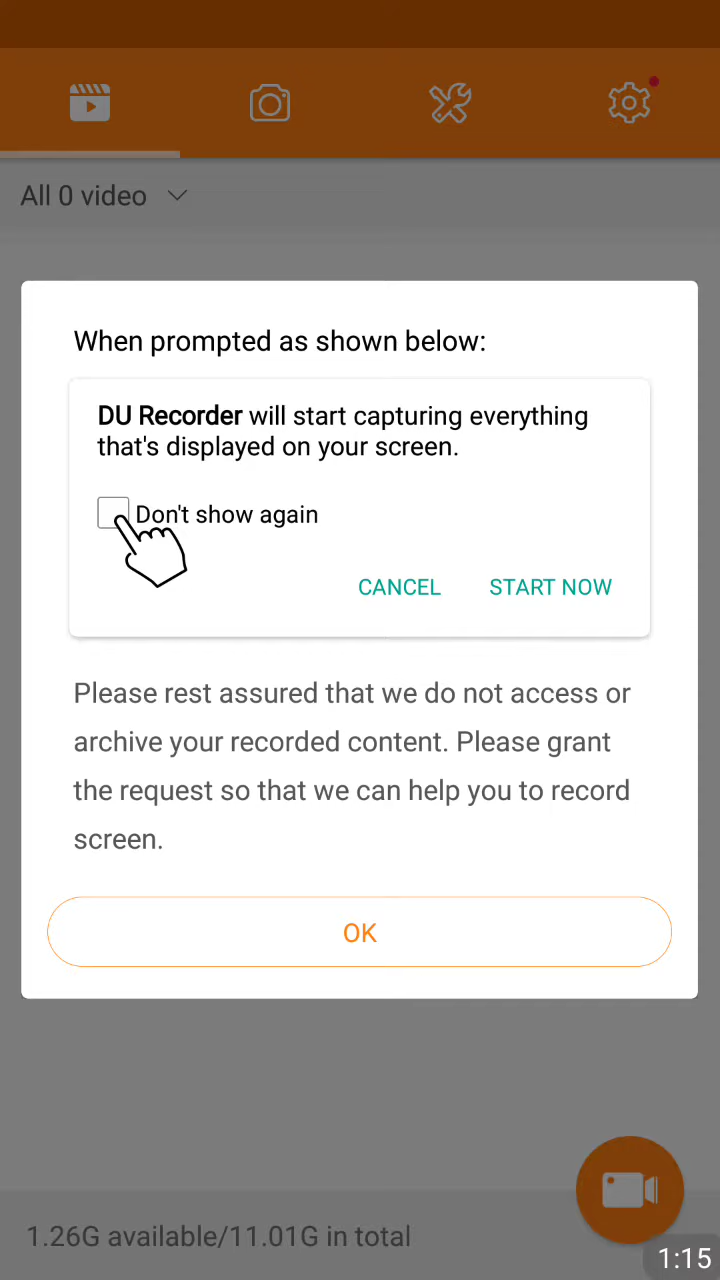 All 0 video
When prompted as shown below:
DU Recorder will start capturing everything
that's displayed on your screen.
Don't show again
CANCEL START NOW
Please rest assured that we do not access or
archive your recorded content. Please grant
the request so that we can help you to record
screen.
OK
1.26G available/11.01G in total
1:15